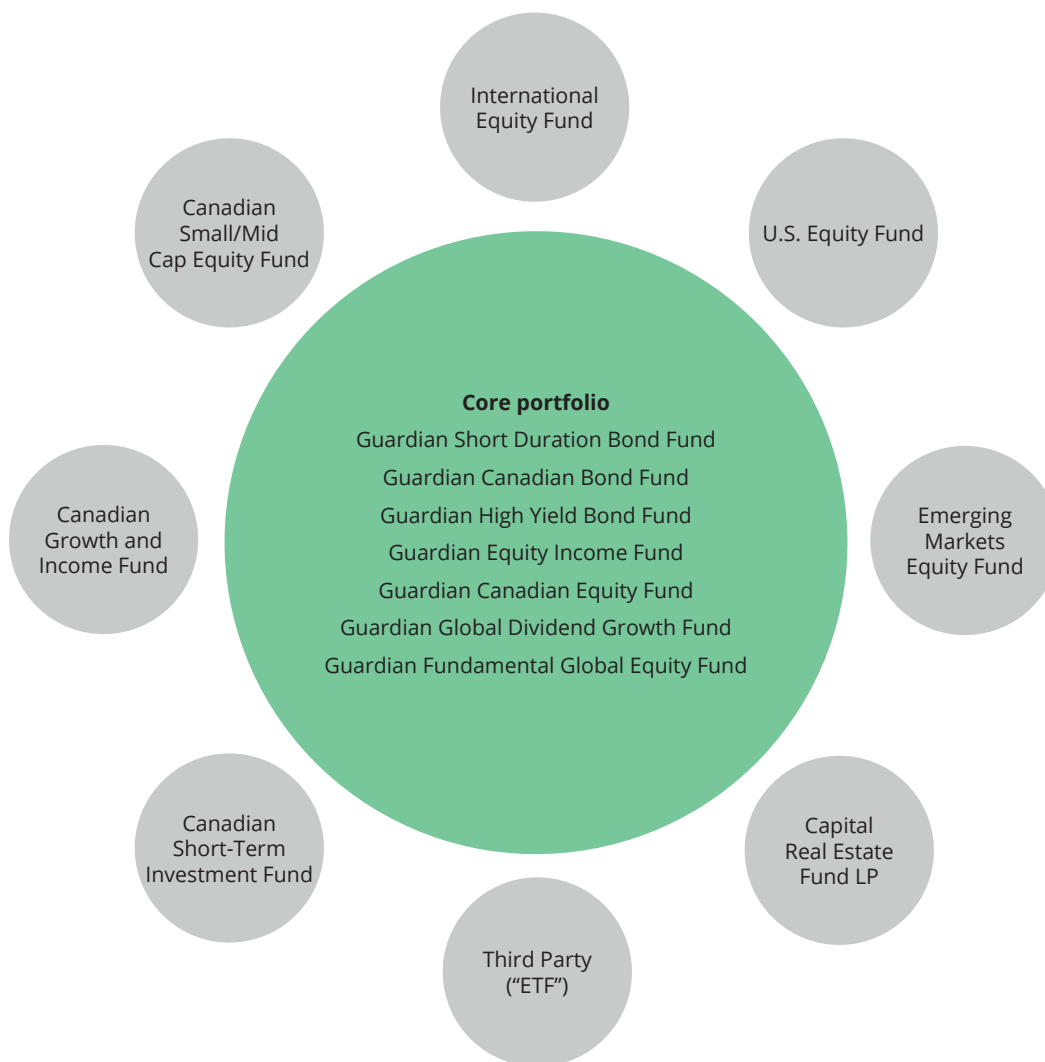 International
Equity Fund
Canadian
Small/Mid
Cap Equity Fund
U.S. Equity Fund
Core portfolio
Guardian Short Duration Bond Fund
Guardian Canadian Bond Fund
Guardian High Yield Bond Fund
Guardian Equity Income Fund
Guardian Canadian Equity Fund
Guardian Global Dividend Growth Fund
Guardian Fundamental Global Equity Fund
Canadian
Growth and
Income Fund
Emerging
Markets
Equity Fund
Canadian
Short-Term
Investment Fund
Capital
Real Estate
Fund LP
Third Party
(“ETF”)